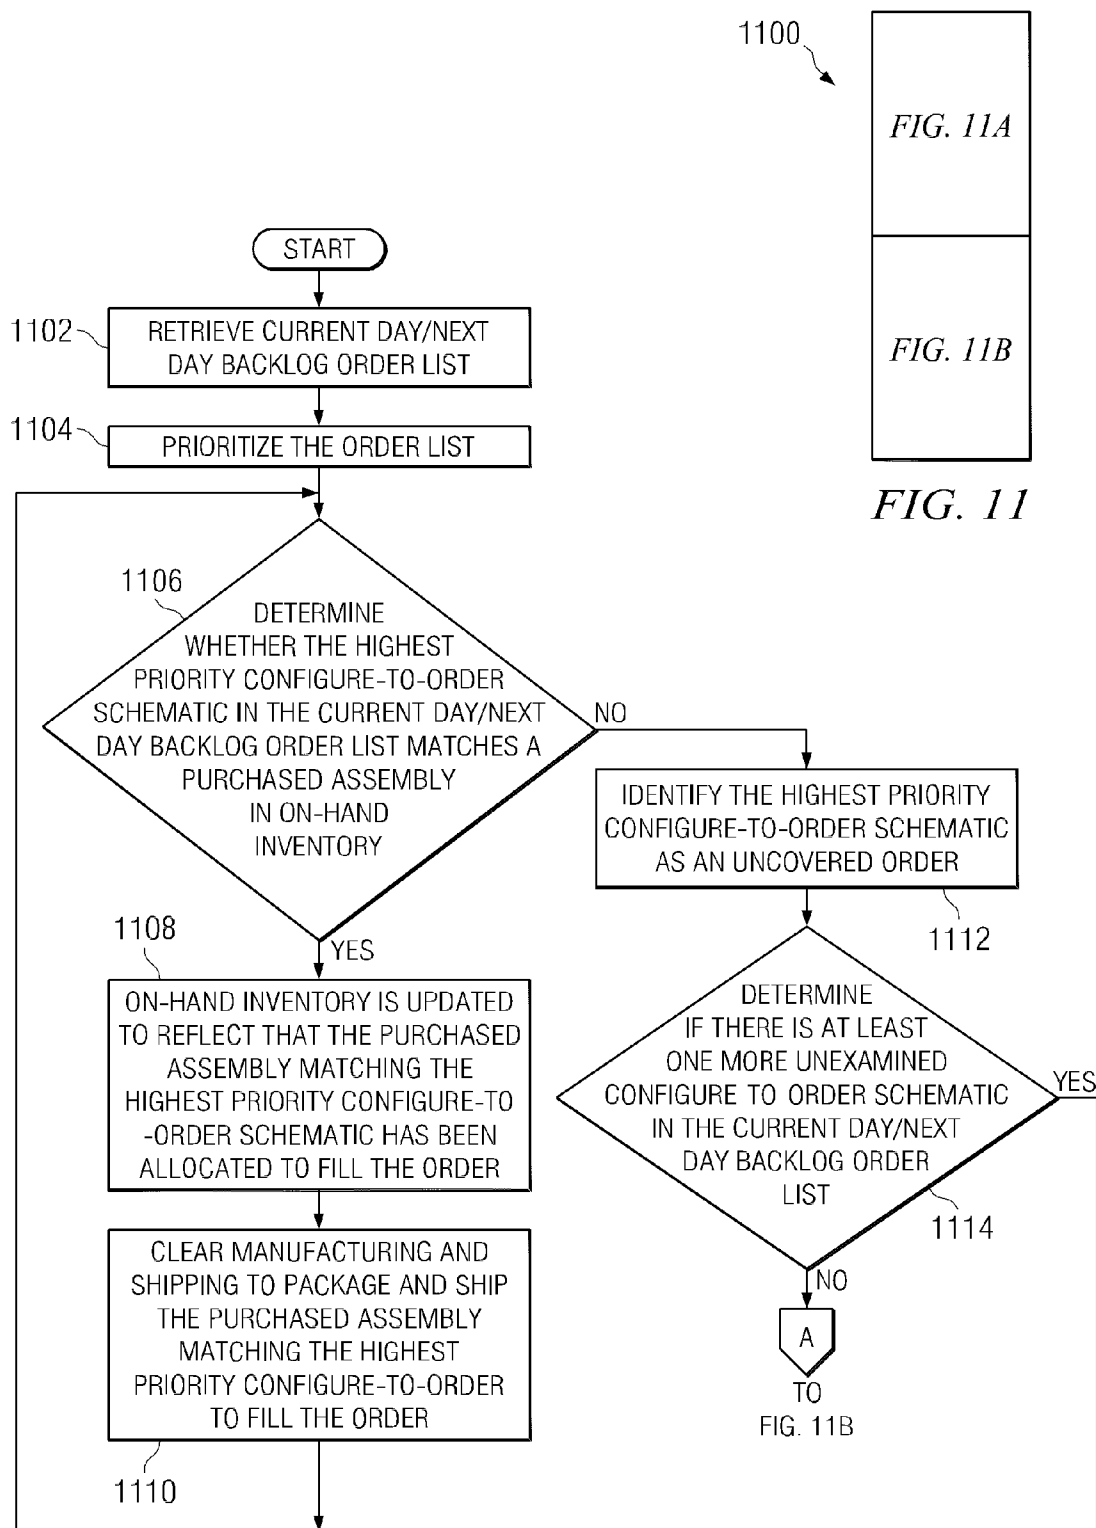 1100
FIG. 11A
FIG. 11B
FIG. 11
START
1102
RETRIEVE CURRENT DAY/NEXT
DAY BACKLOG ORDER LIST
1104
PRIORITIZE THE ORDER LIST
1106
DETERMINE
WHETHER THE HIGHEST
PRIORITY CONFIGURE-TO-ORDER
SCHEMATIC IN THE CURRENT DAY/NEXT
DAY BACKLOG ORDER LIST MATCHES A
PURCHASED ASSEMBLY
IN ON-HAND
INVENTORY
NO
YES
1108
ON-HAND INVENTORY IS UPDATED
TO REFLECT THAT THE PURCHASED
ASSEMBLY MATCHING THE
HIGHEST PRIORITY CONFIGURE-TO
-ORDER SCHEMATIC HAS BEEN
ALLOCATED TO FILL THE ORDER
CLEAR MANUFACTURING AND
SHIPPING TO PACKAGE AND SHIP
THE PURCHASED ASSEMBLY
MATCHING THE HIGHEST
PRIORITY CONFIGURE-TO-ORDER
TO FILL THE ORDER
1110
IDENTIFY THE HIGHEST PRIORITY
CONFIGURE-TO-ORDER SCHEMATIC
AS AN UNCOVERED ORDER
1112
DETERMINE
IF THERE IS AT LEAST
ONE MORE UNEXAMINED
CONFIGURE TO ORDER SCHEMATIC
IN THE CURRENT DAY/NEXT
DAY BACKLOG ORDER
LIST
YES
1114
NO
A
TO
FIG. 11B